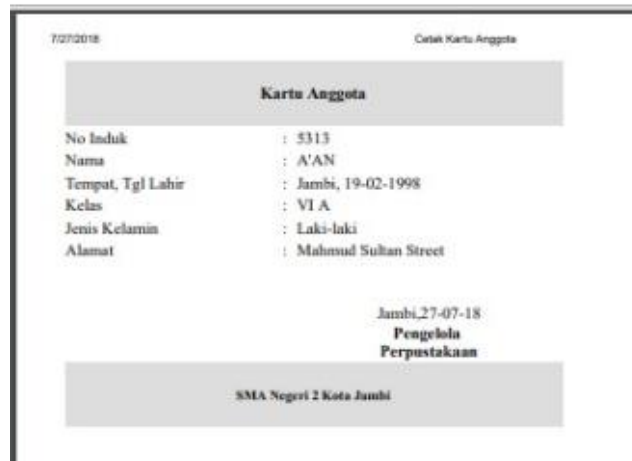 7/27/2018 Cetak Kartu Anggota
Kartu Anggota
No Induk : 5313
Nama : A'AN
Tempat, Tgl Lahir : Jambi, 19-02-1998
Kelas : VI A
Jenis Kelamin : Laki-laki
Alamat : Mahmud Sultan Street
Jambi,27-07-18
Pengelola
Perpustakaan
SMA Negeri 2 Kota Jambi